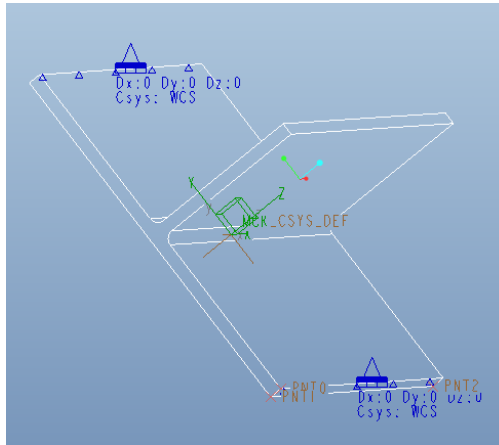 Dx:0 Dy:0 Dz:0
Csys: WCS
Y
Z
MCK_CSYS_DEF
X
PNT0
PNT1
PNT2
Dx:0 Dy:0 Dz:0
Csys: WCS